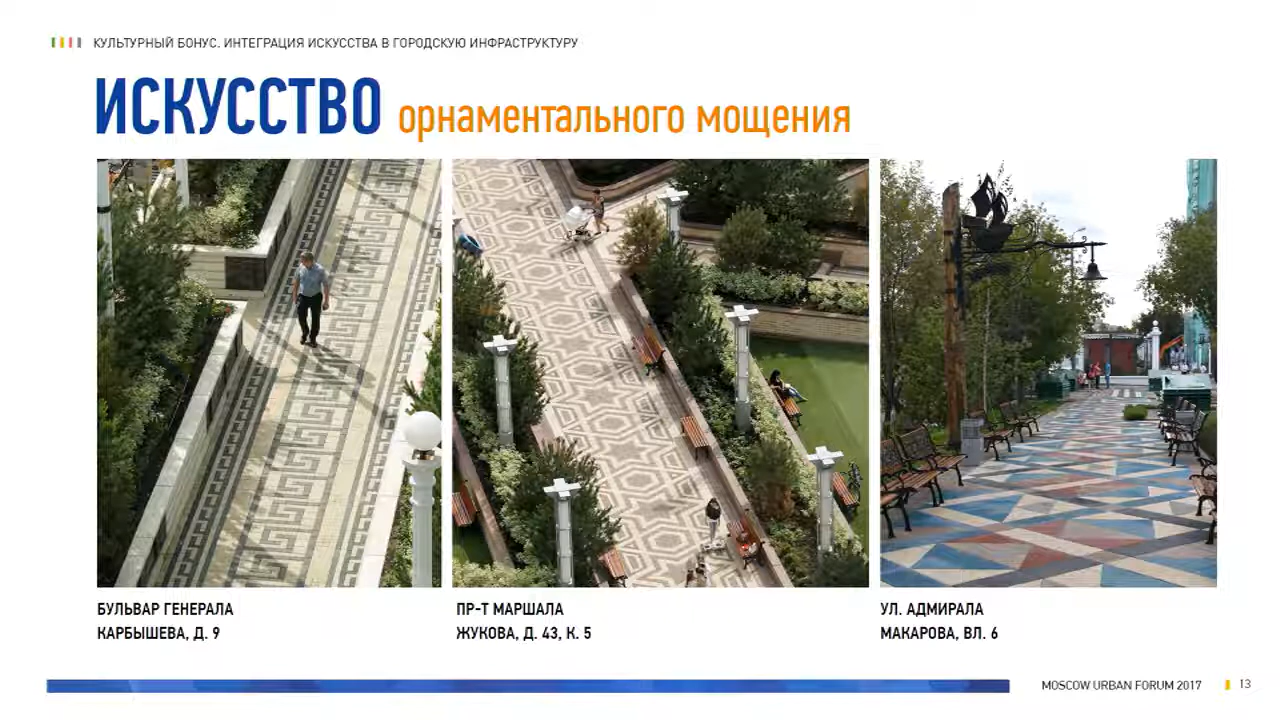 КУЛЬТУРНЫЙ БОНУС. ИНТЕГРАЦИЯ ИСКУССТВА В ГОРОДСКУЮ ИНФРАСТРУКТУРУ
ИСКУССТВО орнаментального мощения
БУЛЬВАР ГЕНЕРАЛА
КАРБЫШЕВА, Д. 9
ПР-Т МАРШАЛА
ЖУКОВА, Д. 43, К. 5
УЛ. АДМИРАЛА
МАКАРОВА, ВЛ. 6
MOSCOW URBAN FORUM 2017
13